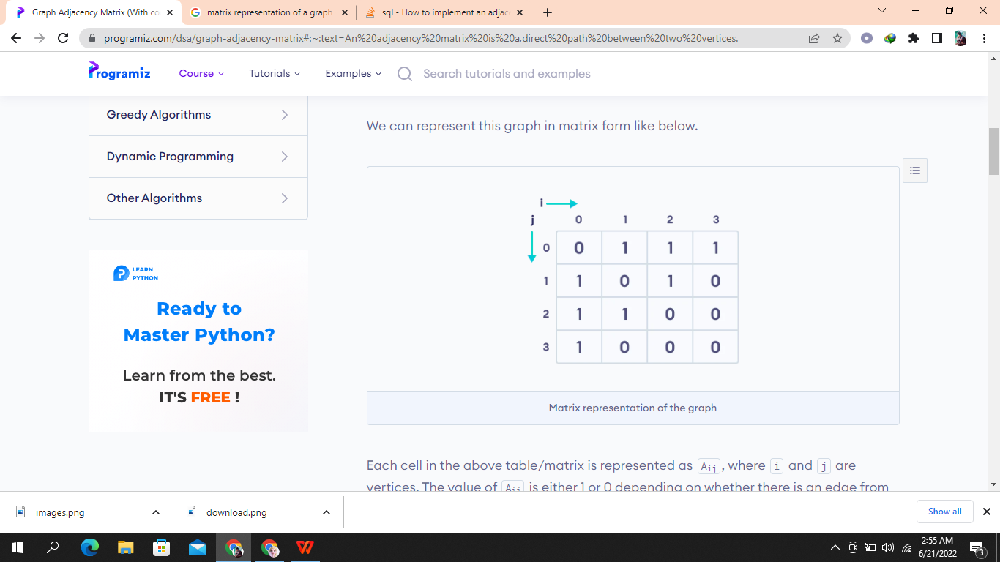 Graph Adjacency Matrix (With co
matrix representation of a graph
sql - How to implement an adjac
programiz.com/dsa/graph-adjacency-matrix#:~:text=An%20adjacency%20matrix%20is%20a,direct%20path%20between%20two%20vertices.
Programiz
Course
Tutorials
Examples
Search tutorials and examples
Greedy Algorithms
Dynamic Programming
Other Algorithms
LEARN
PYTHON
Ready to
Master Python?
Learn from the best.
IT'S FREE !
We can represent this graph in matrix form like below.
i
j 0 1 2 3
0 0 1 1 1
1 1 0 1 0
2 1 1 0 0
3 1 0 0 0
Matrix representation of the graph
Each cell in the above table/matrix is represented as Aij, where i and j are
vertices. The value of Aij is either 1 or 0 depending on whether there is an edge from
images.png
download.png
Show all
2:55 AM
6/21/2022
3